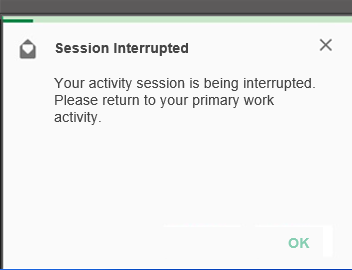 Session Interrupted
Your activity session is being interrupted.
Please return to your primary work
activity.
OK